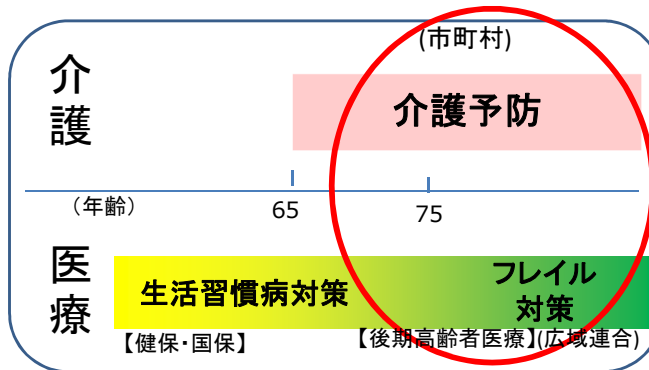 (市町村)
介護
介護予防
（年齢）
65
75
医療
生活習慣病対策
フレイル
対策
【健保・国保】
【後期高齢者医療】(広域連合)